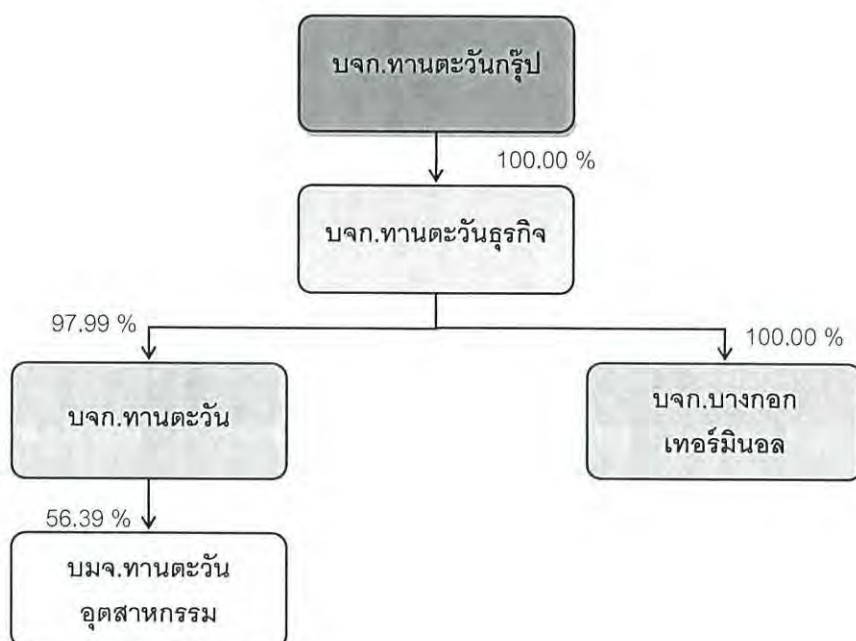 บจก.ทานตะวันกรุ๊ป
100.00 %
บจก.ทานตะวันธุรกิจ
97.99 %
100.00 %
บจก.ทานตะวัน
บจก.บางกอก
เทอร์มินอล
56.39 %
บมจ.ทานตะวัน
อุตสาหกรรม